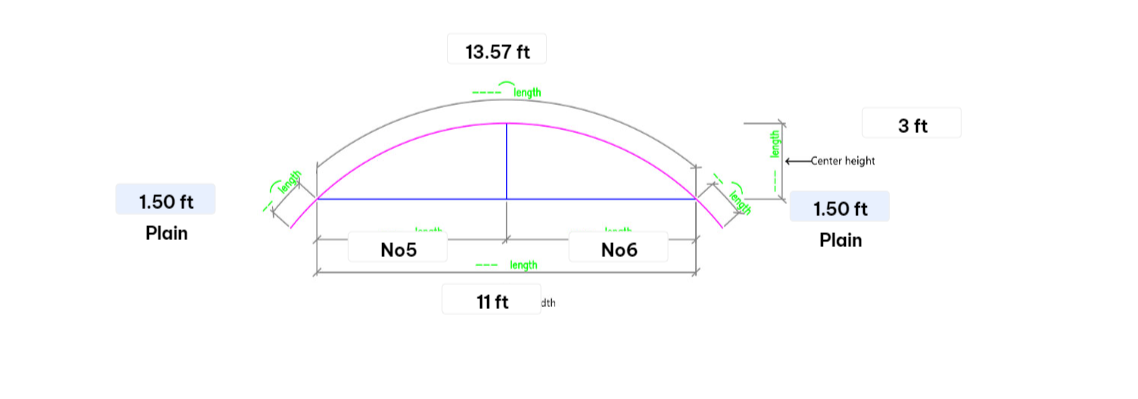 13.57 ft
length
3 ft
length
Center height
length
length
1.50 ft
Plain
1.50 ft
Plain
No5
No6
length
11 ft
dth